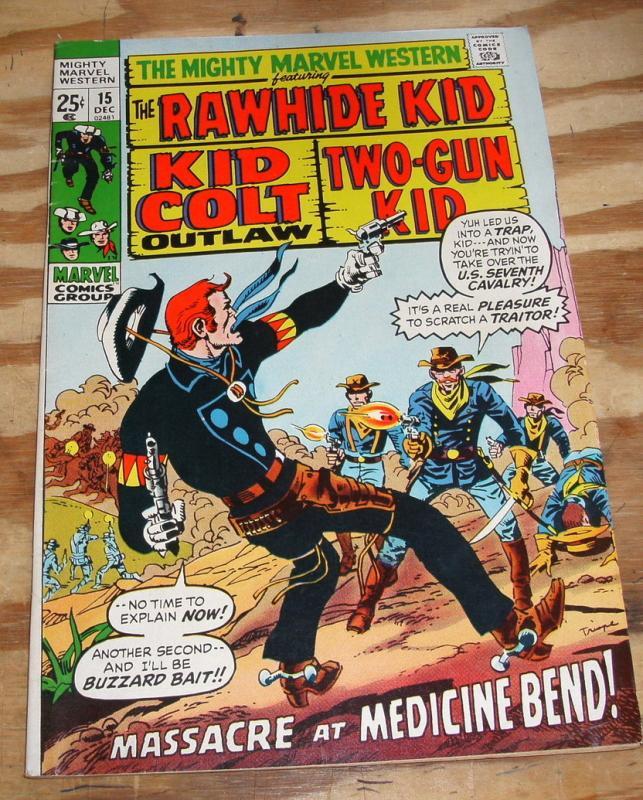 MIGHTY
MARVEL
WESTERN
25¢
15
DEC
02481
THE MIGHTY MARVEL WESTERN
featuring
THE RAWHIDE KID
KID
COLT
OUTLAW
TWO-GUN
KID
APPROVED
BY THE
COMICS
CODE
AUTHORITY
MARVEL
COMICS
GROUP
YUH LED US
INTO A TRAP,
KID---AND NOW
YOU'RE TRYIN' TO
TAKE OVER THE
U.S. SEVENTH
CAVALRY!
IT'S A REAL PLEASURE
TO SCRATCH A TRAITOR!
--NO TIME TO
EXPLAIN NOW!
ANOTHER SECOND--
AND I'LL BE
BUZZARD BAIT!!
Trimpe
MASSACRE AT MEDICINE BEND!